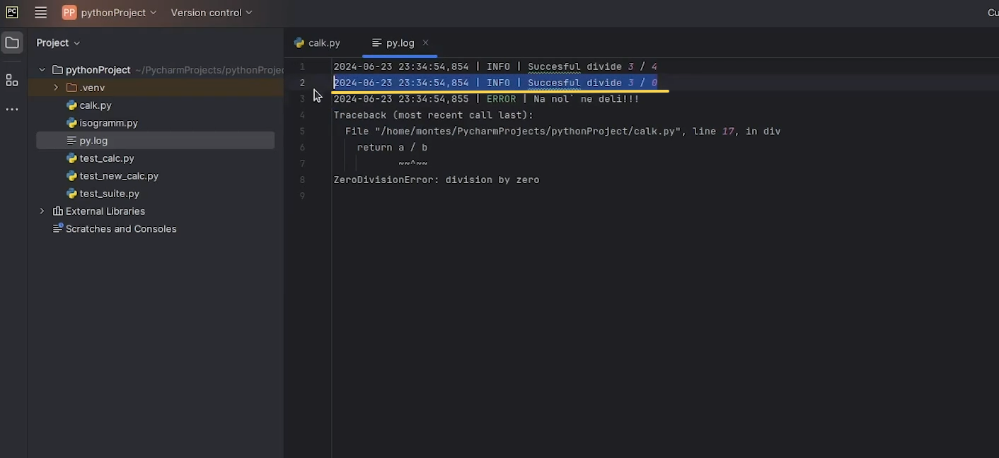 PC
PP pythonProject Version control Cu
Project
calk.py
py.log
pythonProject ~/PycharmProjects/pythonProjec
.venv
calk.py
isogramm.py
py.log
test_calc.py
test_new_calc.py
test_suite.py
External Libraries
Scratches and Consoles
1 2024-06-23 23:34:54,854 | INFO | Succesful divide 3 / 4
2 2024-06-23 23:34:54,854 | INFO | Succesful divide 3 / 0
3 2024-06-23 23:34:54,855 | ERROR | Na nol` ne deli!!!
4 Traceback (most recent call last):
5 File "/home/montes/PycharmProjects/pythonProject/calk.py", line 17, in div
6 return a / b
7 ~~^~~
8 ZeroDivisionError: division by zero
9